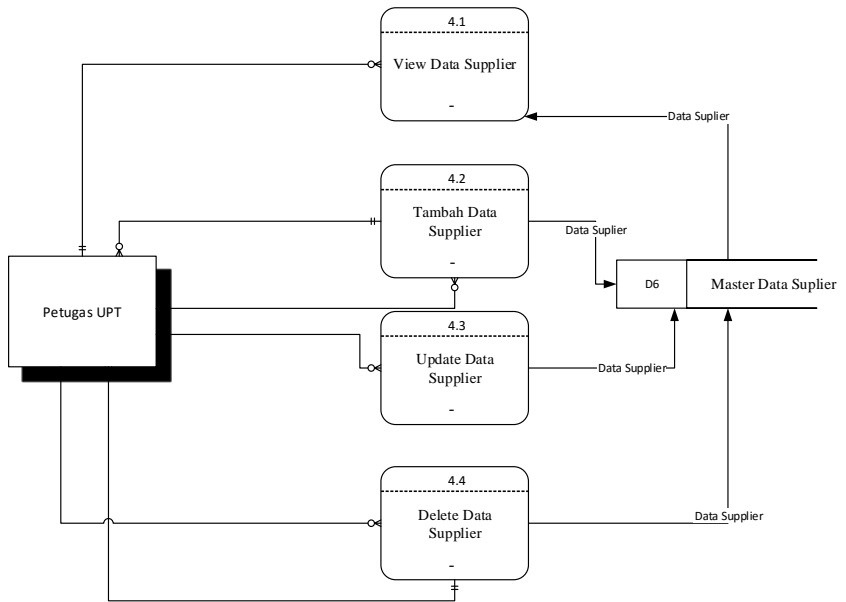 4.1
View Data Supplier
-
Data Suplier
4.2
Tambah Data
Supplier
-
Data Suplier
Petugas UPT
D6
Master Data Suplier
4.3
Update Data
Supplier
-
Data Supplier
4.4
Delete Data
Supplier
-
Data Supplier